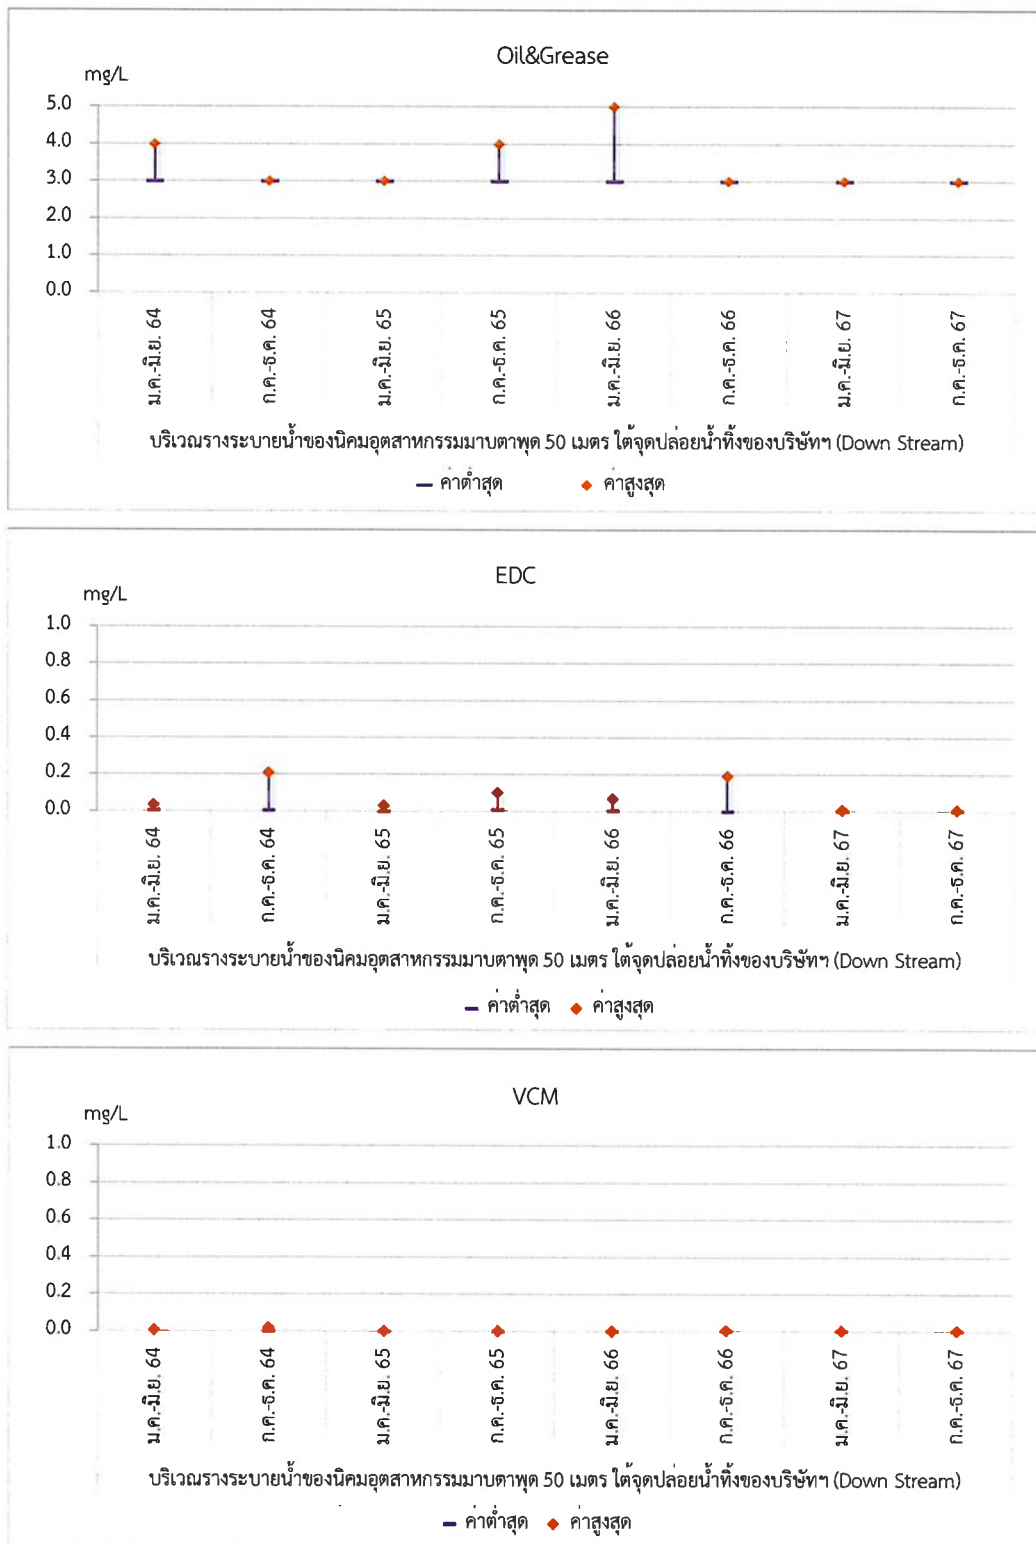 Oil&Grease
mg/L
5.0
4.0
3.0
2.0
1.0
0.0
ม.ค.-มิ.ย. 64
ก.ค.-ธ.ค. 64
ม.ค.-มิ.ย. 65
ก.ค.-ธ.ค. 65
ม.ค.-มิ.ย. 66
ก.ค.-ธ.ค. 66
ม.ค.-มิ.ย. 67
ก.ค.-ธ.ค. 67
บริเวณรางระบายน้ำของนิคมอุตสาหกรรมมาบตาพุด 50 เมตร ใต้จุดปล่อยน้ำทิ้งของบริษัทฯ (Down Stream)
ค่าต่ำสุด ค่าสูงสุด
EDC
mg/L
1.0
0.8
0.6
0.4
0.2
0.0
ม.ค.-มิ.ย. 64
ก.ค.-ธ.ค. 64
ม.ค.-มิ.ย. 65
ก.ค.-ธ.ค. 65
ม.ค.-มิ.ย. 66
ก.ค.-ธ.ค. 66
ม.ค.-มิ.ย. 67
ก.ค.-ธ.ค. 67
บริเวณรางระบายน้ำของนิคมอุตสาหกรรมมาบตาพุด 50 เมตร ใต้จุดปล่อยน้ำทิ้งของบริษัทฯ (Down Stream)
ค่าต่ำสุด ค่าสูงสุด
VCM
mg/L
1.0
0.8
0.6
0.4
0.2
0.0
ม.ค.-มิ.ย. 64
ก.ค.-ธ.ค. 64
ม.ค.-มิ.ย. 65
ก.ค.-ธ.ค. 65
ม.ค.-มิ.ย. 66
ก.ค.-ธ.ค. 66
ม.ค.-มิ.ย. 67
ก.ค.-ธ.ค. 67
บริเวณรางระบายน้ำของนิคมอุตสาหกรรมมาบตาพุด 50 เมตร ใต้จุดปล่อยน้ำทิ้งของบริษัทฯ (Down Stream)
ค่าต่ำสุด ค่าสูงสุด